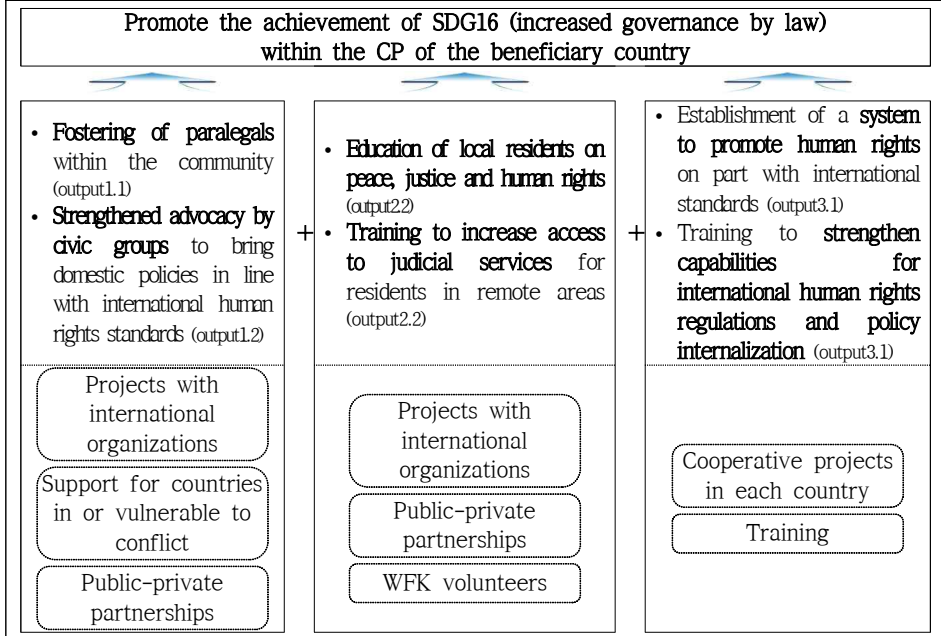 Promote the achievement of SDG16 (increased governance by law)
within the CP of the beneficiary country
• Fostering of paralegals
within the community
(output1.1)
• Strengthened advocacy by
civic groups to bring
domestic policies in line
with international human
rights standards (output1.2)
Projects with
international
organizations
Support for countries
in or vulnerable to
conflict
Public-private
partnerships
+
• Education of local residents on
peace, justice and human rights
(output2.2)
• Training to increase access
to judicial services for
residents in remote areas
(output2.2)
Projects with
international
organizations
Public-private
partnerships
WFK volunteers
+
• Establishment of a system
to promote human rights
on part with international
standards (output3.1)
• Training to strengthen
capabilities for
international human rights
regulations and policy
internalization (output3.1)
Cooperative projects
in each country
Training